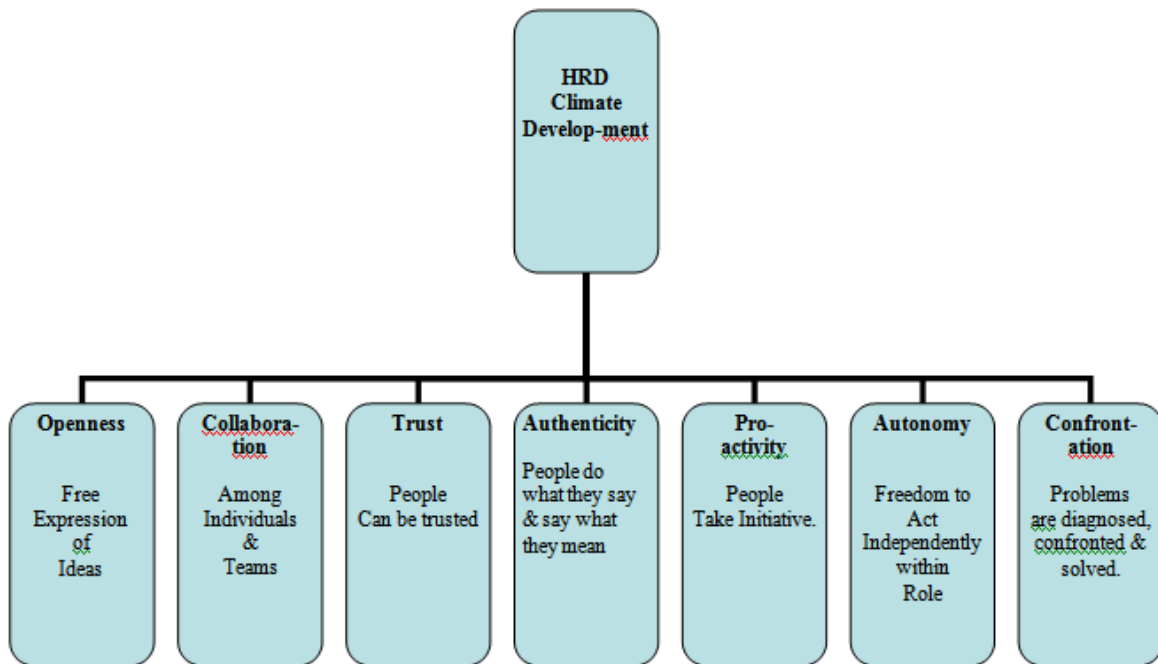 HRD
Climate
Develop-ment
Openness
Free
Expression
of
Ideas
Collabora-
tion
Among
Individuals
&
Teams
Trust
People
Can be trusted
Authenticity
People do
what they say
& say what
they mean
Pro-
activity
People
Take Initiative.
Autonomy
Freedom to
Act
Independently
within
Role
Confront-
ation
Problems
are diagnosed,
confronted &
solved.